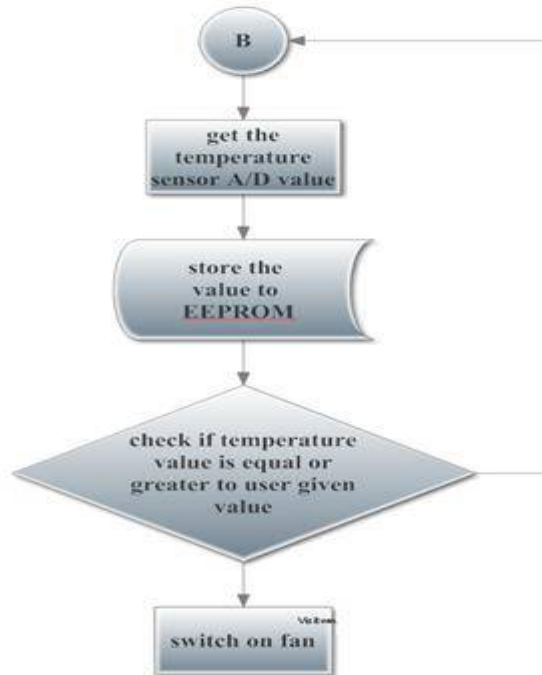 B
get the
temperature
sensor A/D value
store the
value to
EEPROM
check if temperature
value is equal or
greater to user given
value
switch on fan